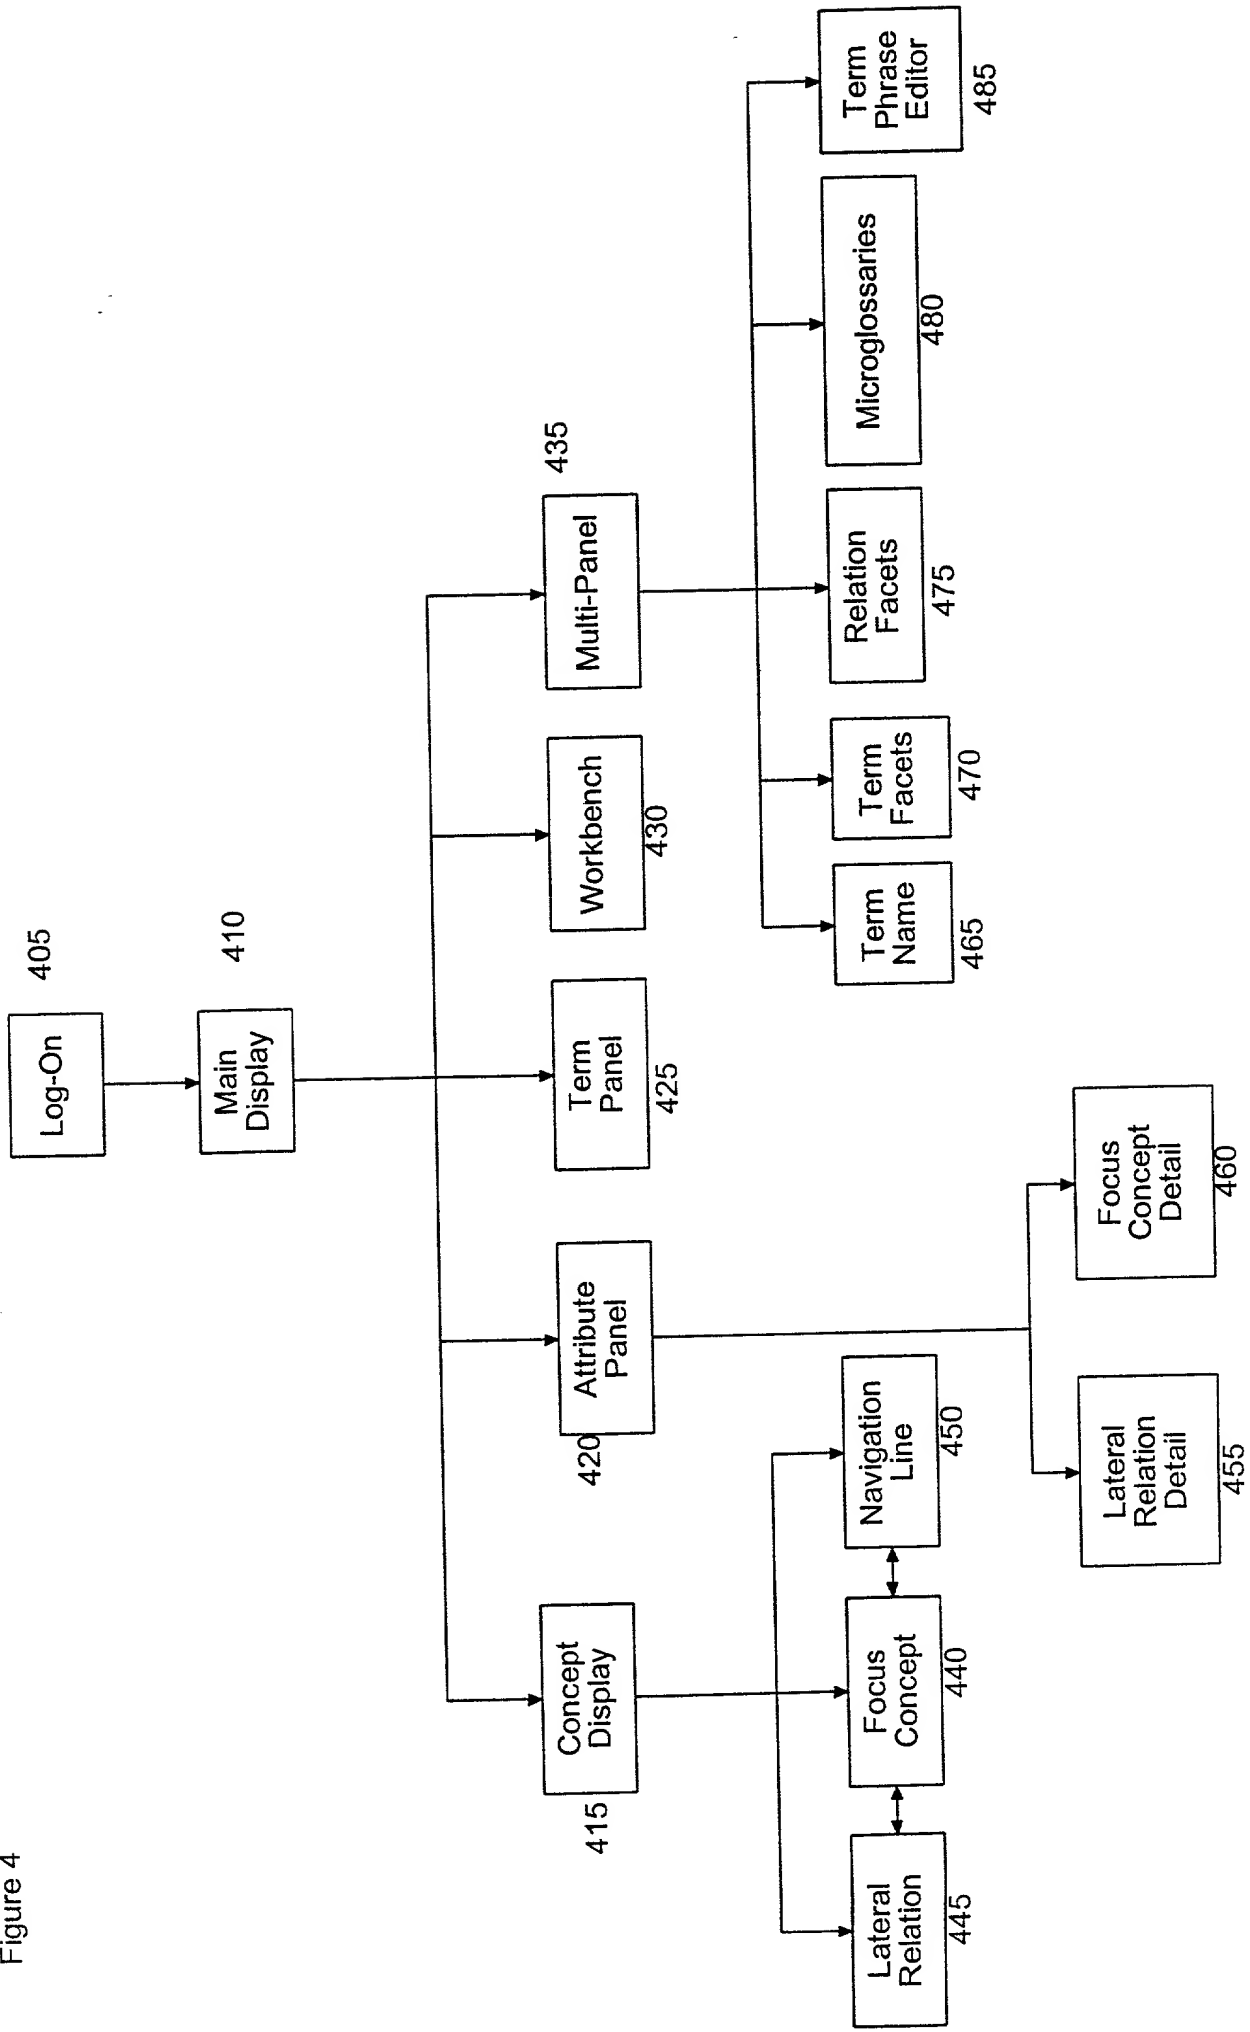 Figure 4
Log-On
405
Main
Display
410
Concept
Display
415
Attribute
Panel
420
Term
Panel
425
Workbench
430
Multi-Panel
435
Lateral
Relation
445
Focus
Concept
440
Navigation
Line
450
Lateral
Relation
Detail
455
Focus
Concept
Detail
460
Term
Name
465
Term
Facets
470
Relation
Facets
475
Microglossaries
480
Term
Phrase
Editor
485